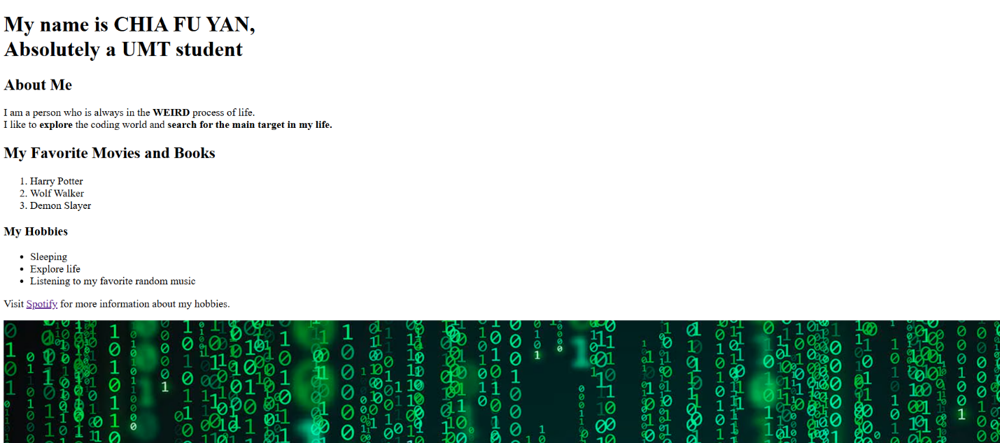 My name is CHIA FU YAN,
Absolutely a UMT student
About Me
I am a person who is always in the WEIRD process of life.
I like to explore the coding world and search for the main target in my life.
My Favorite Movies and Books
1. Harry Potter
2. Wolf Walker
3. Demon Slayer
My Hobbies
• Sleeping
• Explore life
• Listening to my favorite random music
Visit Spotify for more information about my hobbies.